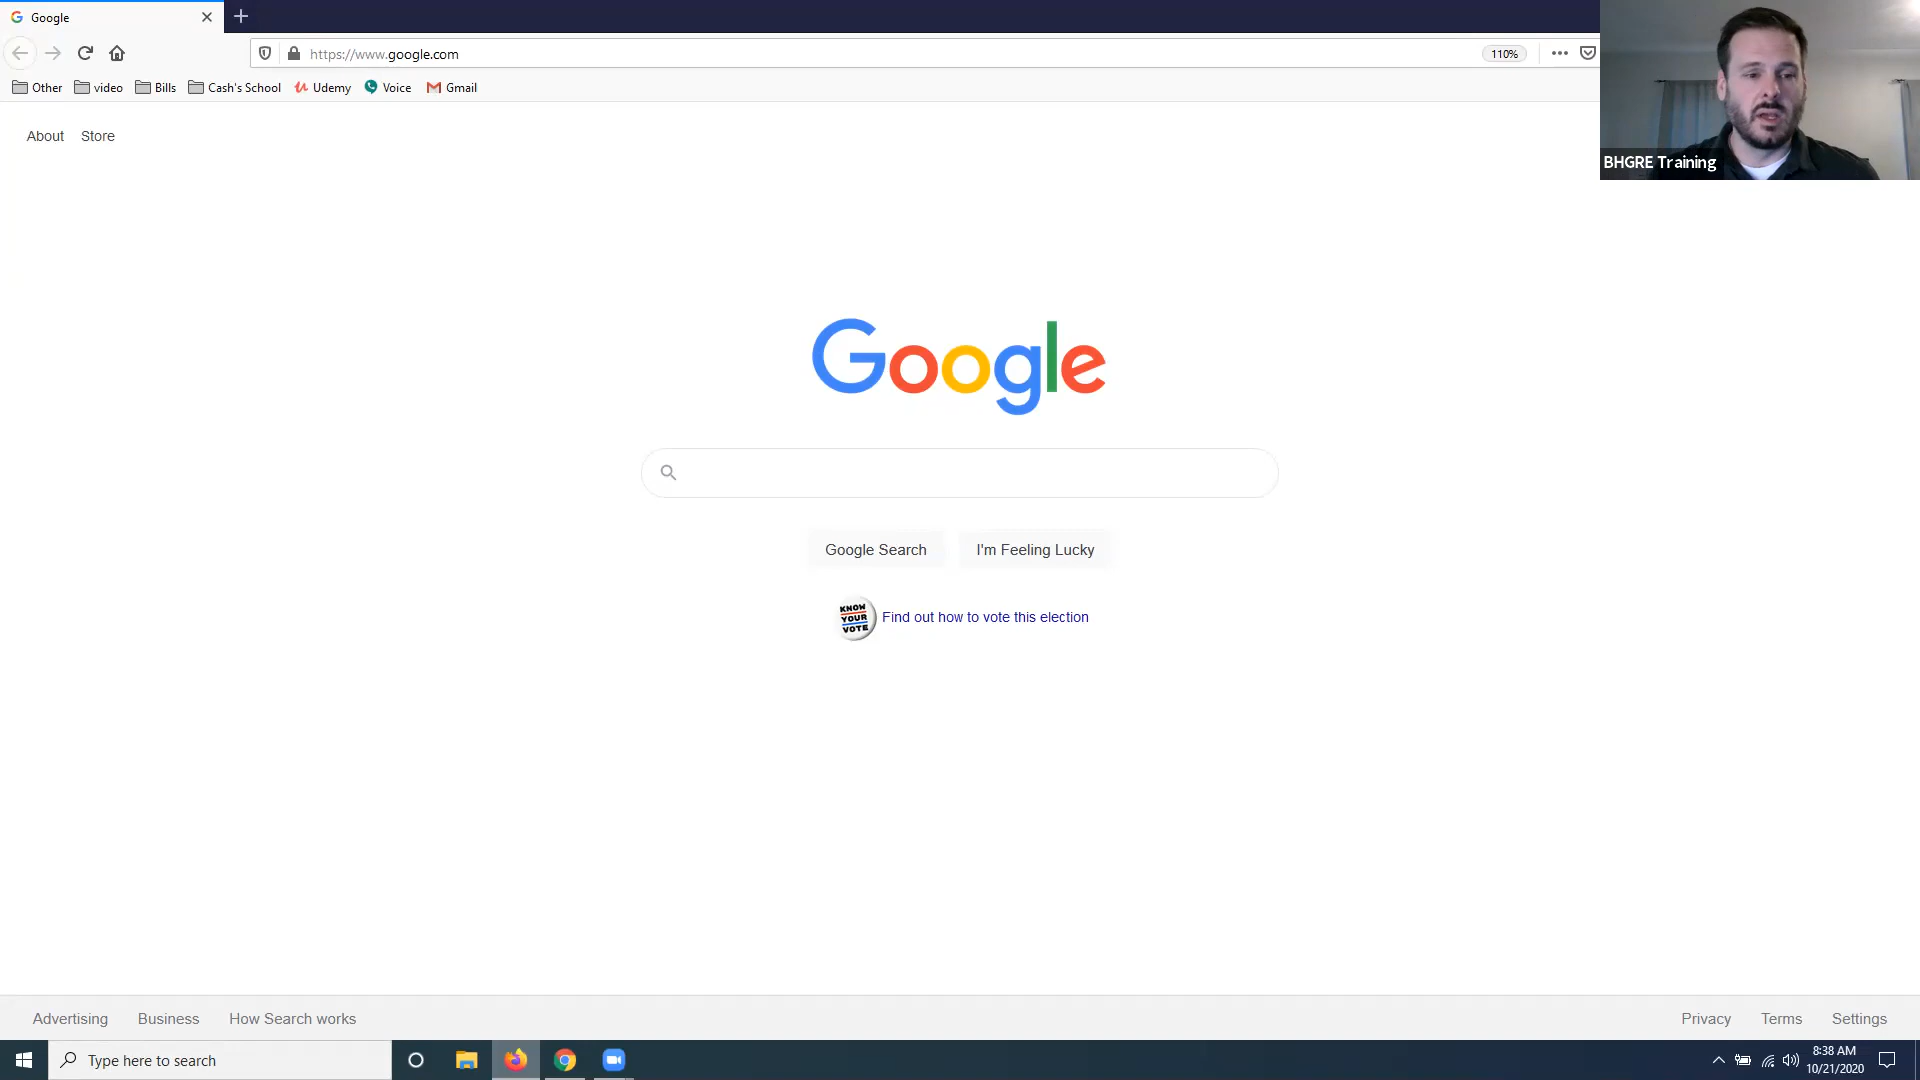 Google
https://www.google.com
110%
Other
video
Bills
Cash's School
Udemy
Voice
Gmail
About
Store
BHGRE Training
Google
Google Search
I'm Feeling Lucky
KNOW
YOUR
VOTE
Find out how to vote this election
Advertising
Business
How Search works
Privacy
Terms
Settings
Type here to search
8:38 AM
10/21/2020